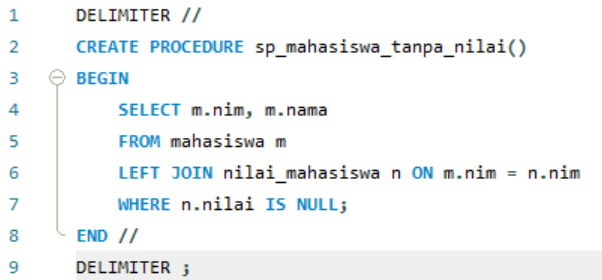 1 DELIMITER //
2 CREATE PROCEDURE sp_mahasiswa_tanpa_nilai()
3 BEGIN
4 SELECT m.nim, m.nama
5 FROM mahasiswa m
6 LEFT JOIN nilai_mahasiswa n ON m.nim = n.nim
7 WHERE n.nilai IS NULL;
8 END //
9 DELIMITER ;